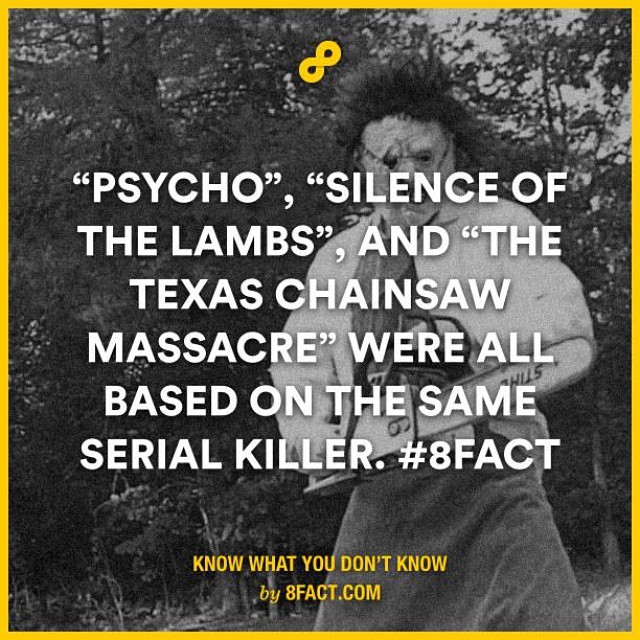 “PSYCHO”, “SILENCE OF
THE LAMBS”, AND “THE
TEXAS CHAINSAW
MASSACRE” WERE ALL
BASED ON THE SAME
SERIAL KILLER. #8FACT
KNOW WHAT YOU DON’T KNOW
by 8FACT.COM